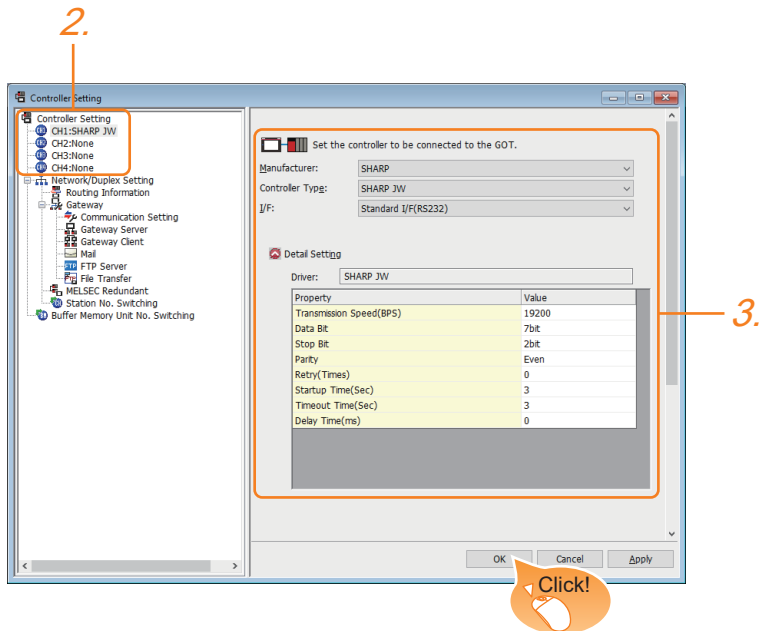 2.
Controller Setting
Controller Setting
CH1:SHARP JW
CH2:None
CH3:None
CH4:None
Network/Duplex Setting
Routing Information
Gateway
Communication Setting
Gateway Server
Gateway Client
Mail
FTP Server
File Transfer
MELSEC Redundant
Station No. Switching
Buffer Memory Unit No. Switching
Set the controller to be connected to the GOT.
Manufacturer: SHARP
Controller Type: SHARP JW
I/F: Standard I/F(RS232)
Detail Setting
Driver: SHARP JW
Property Value
Transmission Speed(BPS) 19200
Data Bit 7bit
Stop Bit 2bit
Parity Even
Retry(Times) 0
Startup Time(Sec) 3
Timeout Time(Sec) 3
Delay Time(ms) 0
3.
OK Cancel Apply
Click!